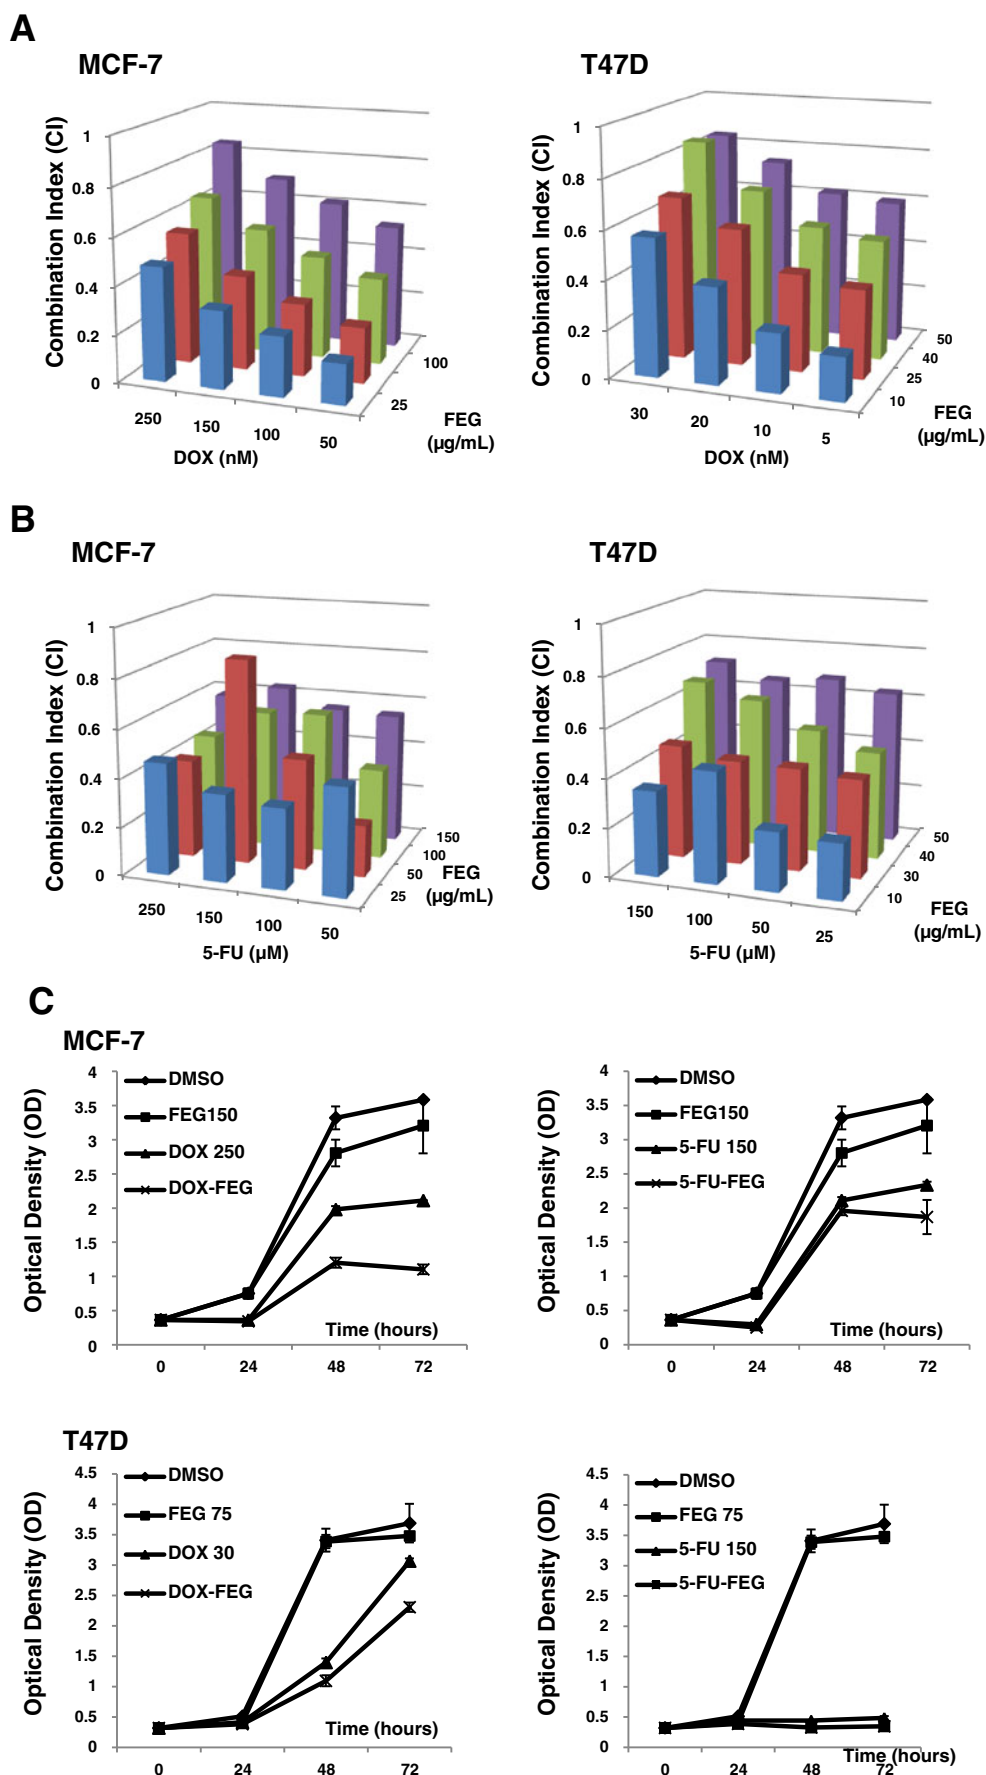 A
MCF-7
T47D
Combination Index (CI)
1
0.8
0.6
0.4
0.2
0
250
150
100
50
DOX (nM)
100
25
FEG
(µg/mL)
Combination Index (CI)
1
0.8
0.6
0.4
0.2
0
30
20
10
5
DOX (nM)
50
40
25
10
FEG
(µg/mL)
B
MCF-7
T47D
Combination Index (CI)
1
0.8
0.6
0.4
0.2
0
250
150
100
50
5-FU (µM)
150
100
50
25
FEG
(µg/mL)
Combination Index (CI)
1
0.8
0.6
0.4
0.2
0
150
100
50
25
5-FU (µM)
50
40
30
10
FEG
(µg/mL)
C
MCF-7
Optical Density (OD)
4
3.5
3
2.5
2
1.5
1
0.5
0
DMSO
FEG150
DOX 250
DOX-FEG
Time (hours)
0 24 48 72
Optical Density (OD)
4
3.5
3
2.5
2
1.5
1
0.5
0
DMSO
FEG150
5-FU 150
5-FU-FEG
Time (hours)
0 24 48 72
T47D
Optical Density (OD)
4.5
4
3.5
3
2.5
2
1.5
1
0.5
0
DMSO
FEG 75
DOX 30
DOX-FEG
Time (hours)
0 24 48 72
Optical Density (OD)
4.5
4
3.5
3
2.5
2
1.5
1
0.5
0
DMSO
FEG 75
5-FU 150
5-FU-FEG
Time (hours)
0 24 48 72